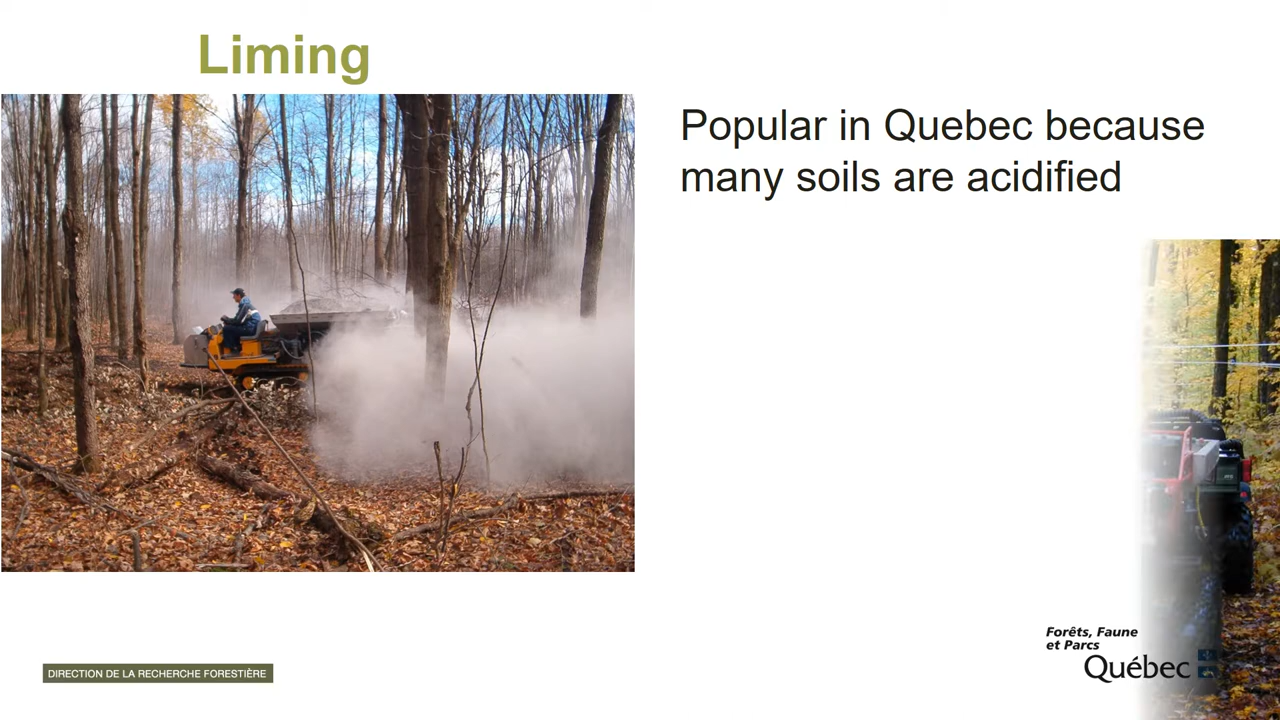 Liming
Popular in Quebec because
many soils are acidified
Forêts, Faune
et Parcs
Québec
DIRECTION DE LA RECHERCHE FORESTIÈRE